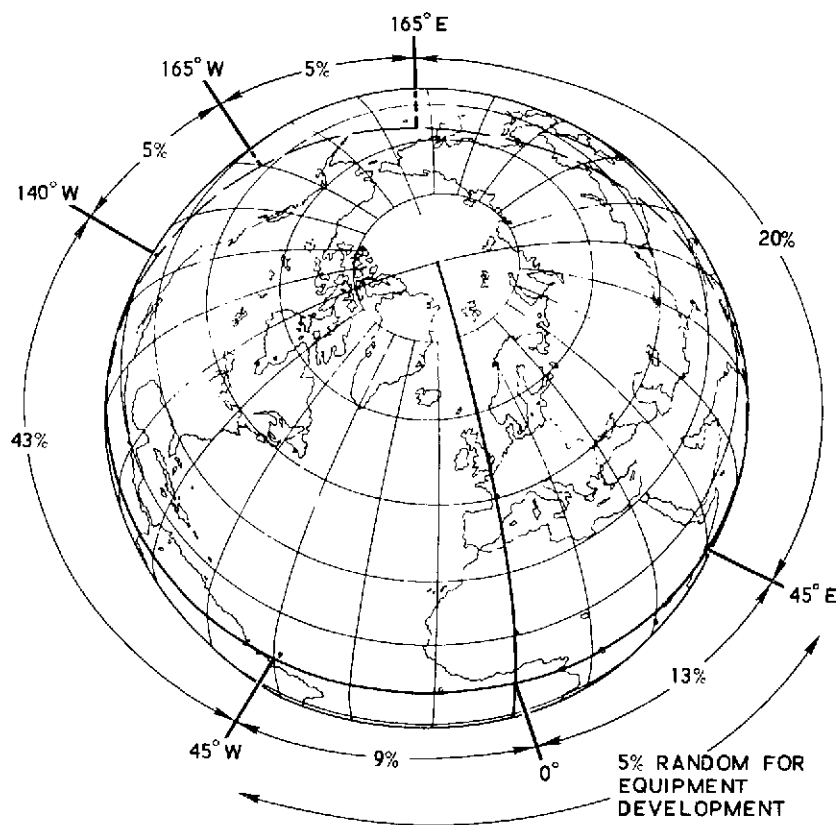 165° E
5%
165° W
5%
140° W
20%
43%
45° E
13%
45° W
9%
0°
5% RANDOM FOR
EQUIPMENT
DEVELOPMENT